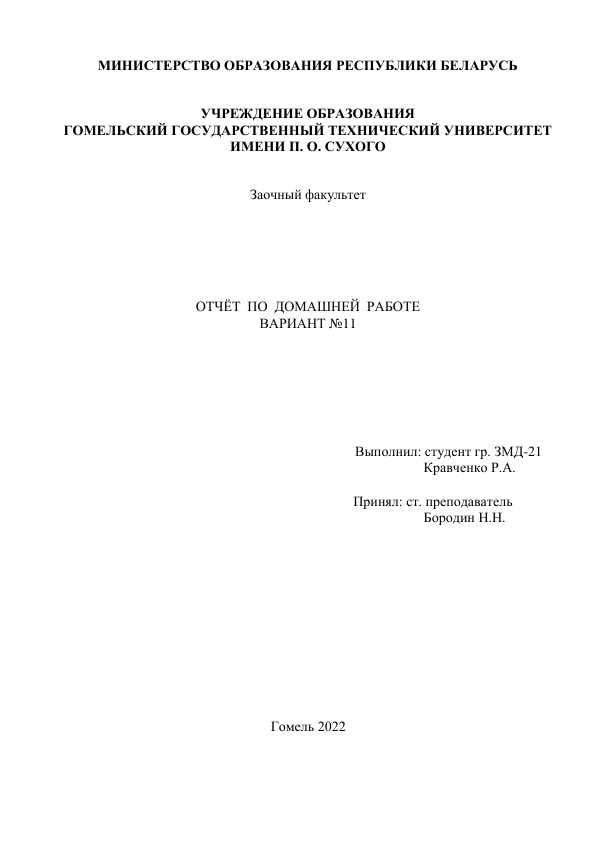 МИНИСТЕРСТВО ОБРАЗОВАНИЯ РЕСПУБЛИКИ БЕЛАРУСЬ
УЧРЕЖДЕНИЕ ОБРАЗОВАНИЯ
ГОМЕЛЬСКИЙ ГОСУДАРСТВЕННЫЙ ТЕХНИЧЕСКИЙ УНИВЕРСИТЕТ
ИМЕНИ П. О. СУХОГО
Заочный факультет
ОТЧЁТ ПО ДОМАШНЕЙ РАБОТЕ
ВАРИАНТ №11
Выполнил: студент гр. ЗМД-21
Кравченко Р.А.
Принял: ст. преподаватель
Бородин Н.Н.
Гомель 2022